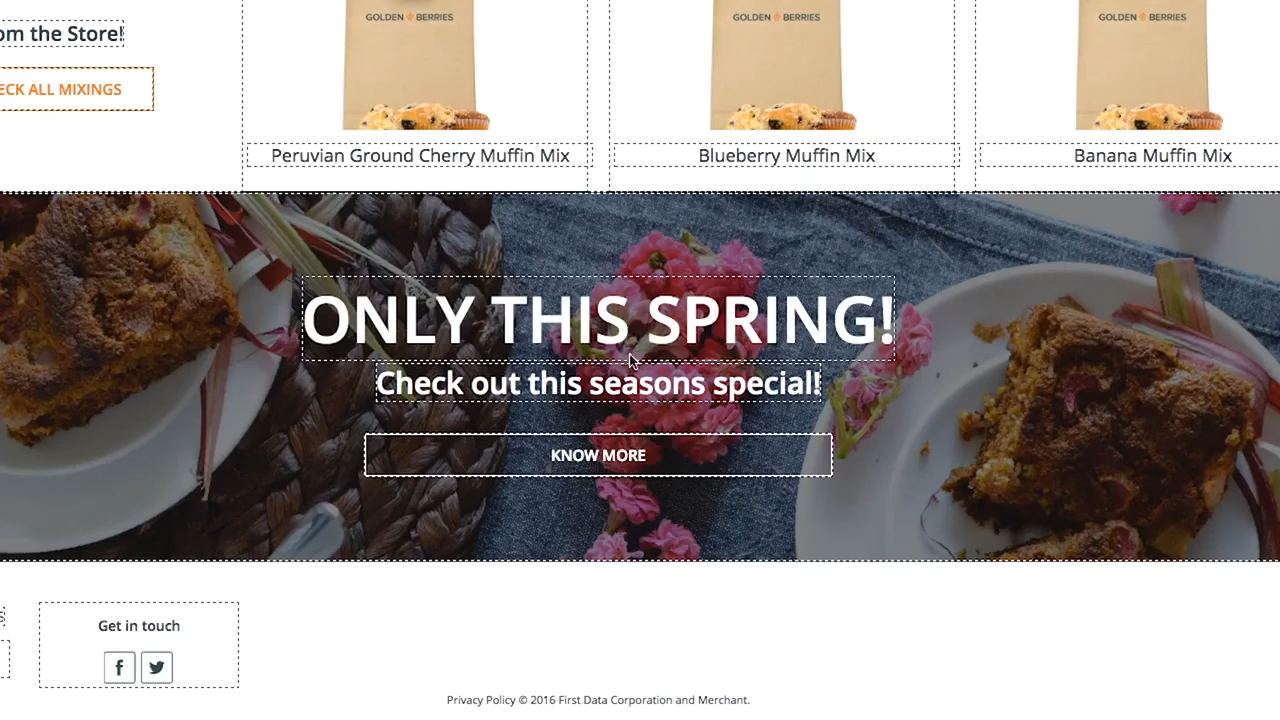 om the Store!
ECK ALL MIXINGS
GOLDEN BERRIES
GOLDEN BERRIES
GOLDEN BERRIES
Peruvian Ground Cherry Muffin Mix
Blueberry Muffin Mix
Banana Muffin Mix
ONLY THIS SPRING!
Check out this seasons special!
KNOW MORE
Get in touch
Privacy Policy © 2016 First Data Corporation and Merchant.